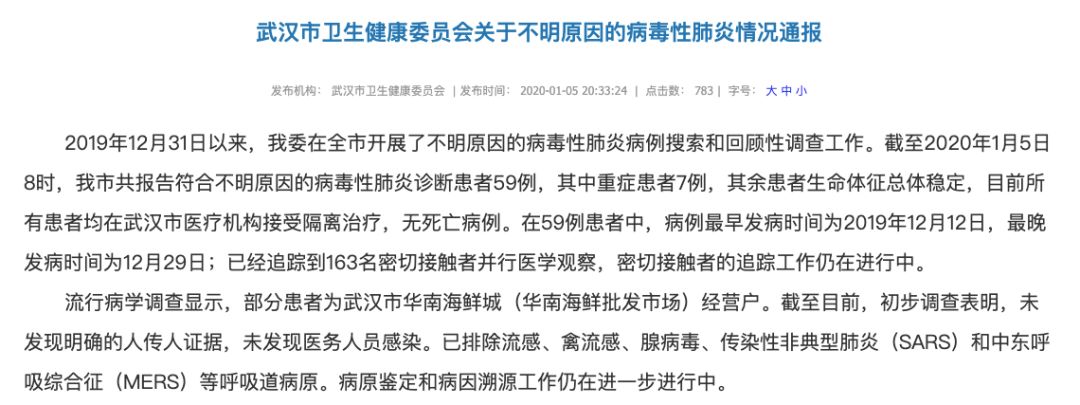 武汉市卫生健康委员会关于不明原因的病毒性肺炎情况通报
发布机构： 武汉市卫生健康委员会 | 发布时间： 2020-01-05 20:33:24 | 点击数： 783 | 字号： 大 中 小
2019年12月31日以来，我委在全市开展了不明原因的病毒性肺炎病例搜索和回顾性调查工作。截至2020年1月5日
8时，我市共报告符合不明原因的病毒性肺炎诊断患者59例，其中重症患者7例，其余患者生命体征总体稳定，目前所
有患者均在武汉市医疗机构接受隔离治疗，无死亡病例。在59例患者中，病例最早发病时间为2019年12月12日，最晚
发病时间为12月29日；已经追踪到163名密切接触者并行医学观察，密切接触者的追踪工作仍在进行中。
流行病学调查显示，部分患者为武汉市华南海鲜城（华南海鲜批发市场）经营户。截至目前，初步调查表明，未
发现明确的人传人证据，未发现医务人员感染。已排除流感、禽流感、腺病毒、传染性非典型肺炎（SARS）和中东呼
吸综合征（MERS）等呼吸道病原。病原鉴定和病因溯源工作仍在进一步进行中。